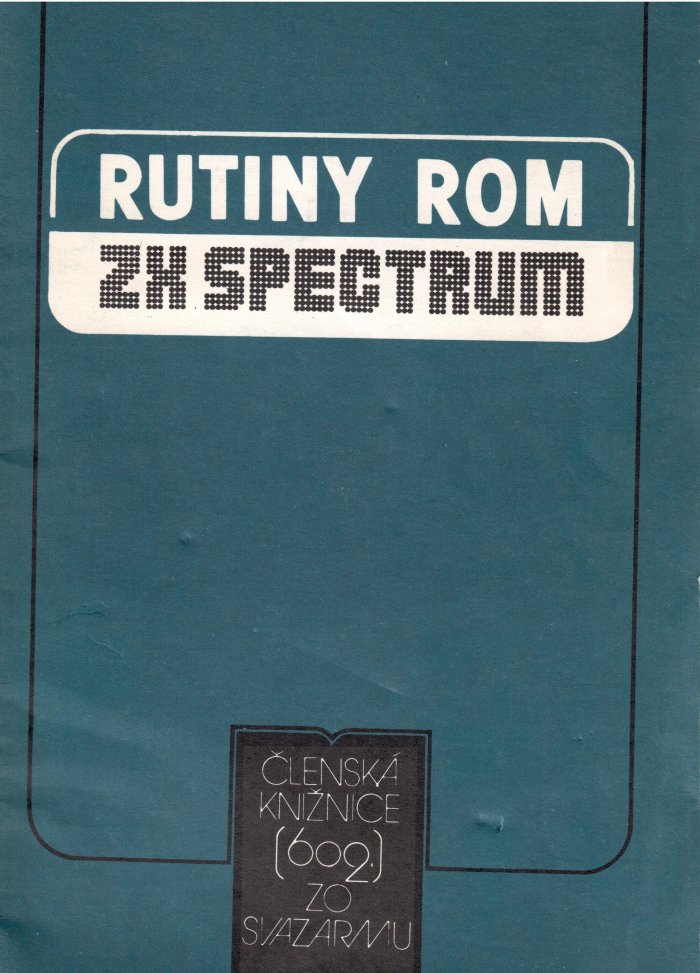 RUTINY ROM
ZX SPECTRUM
ČLENSKÁ
KNIŽNICE
(602.)
ZO
SVAZARMU